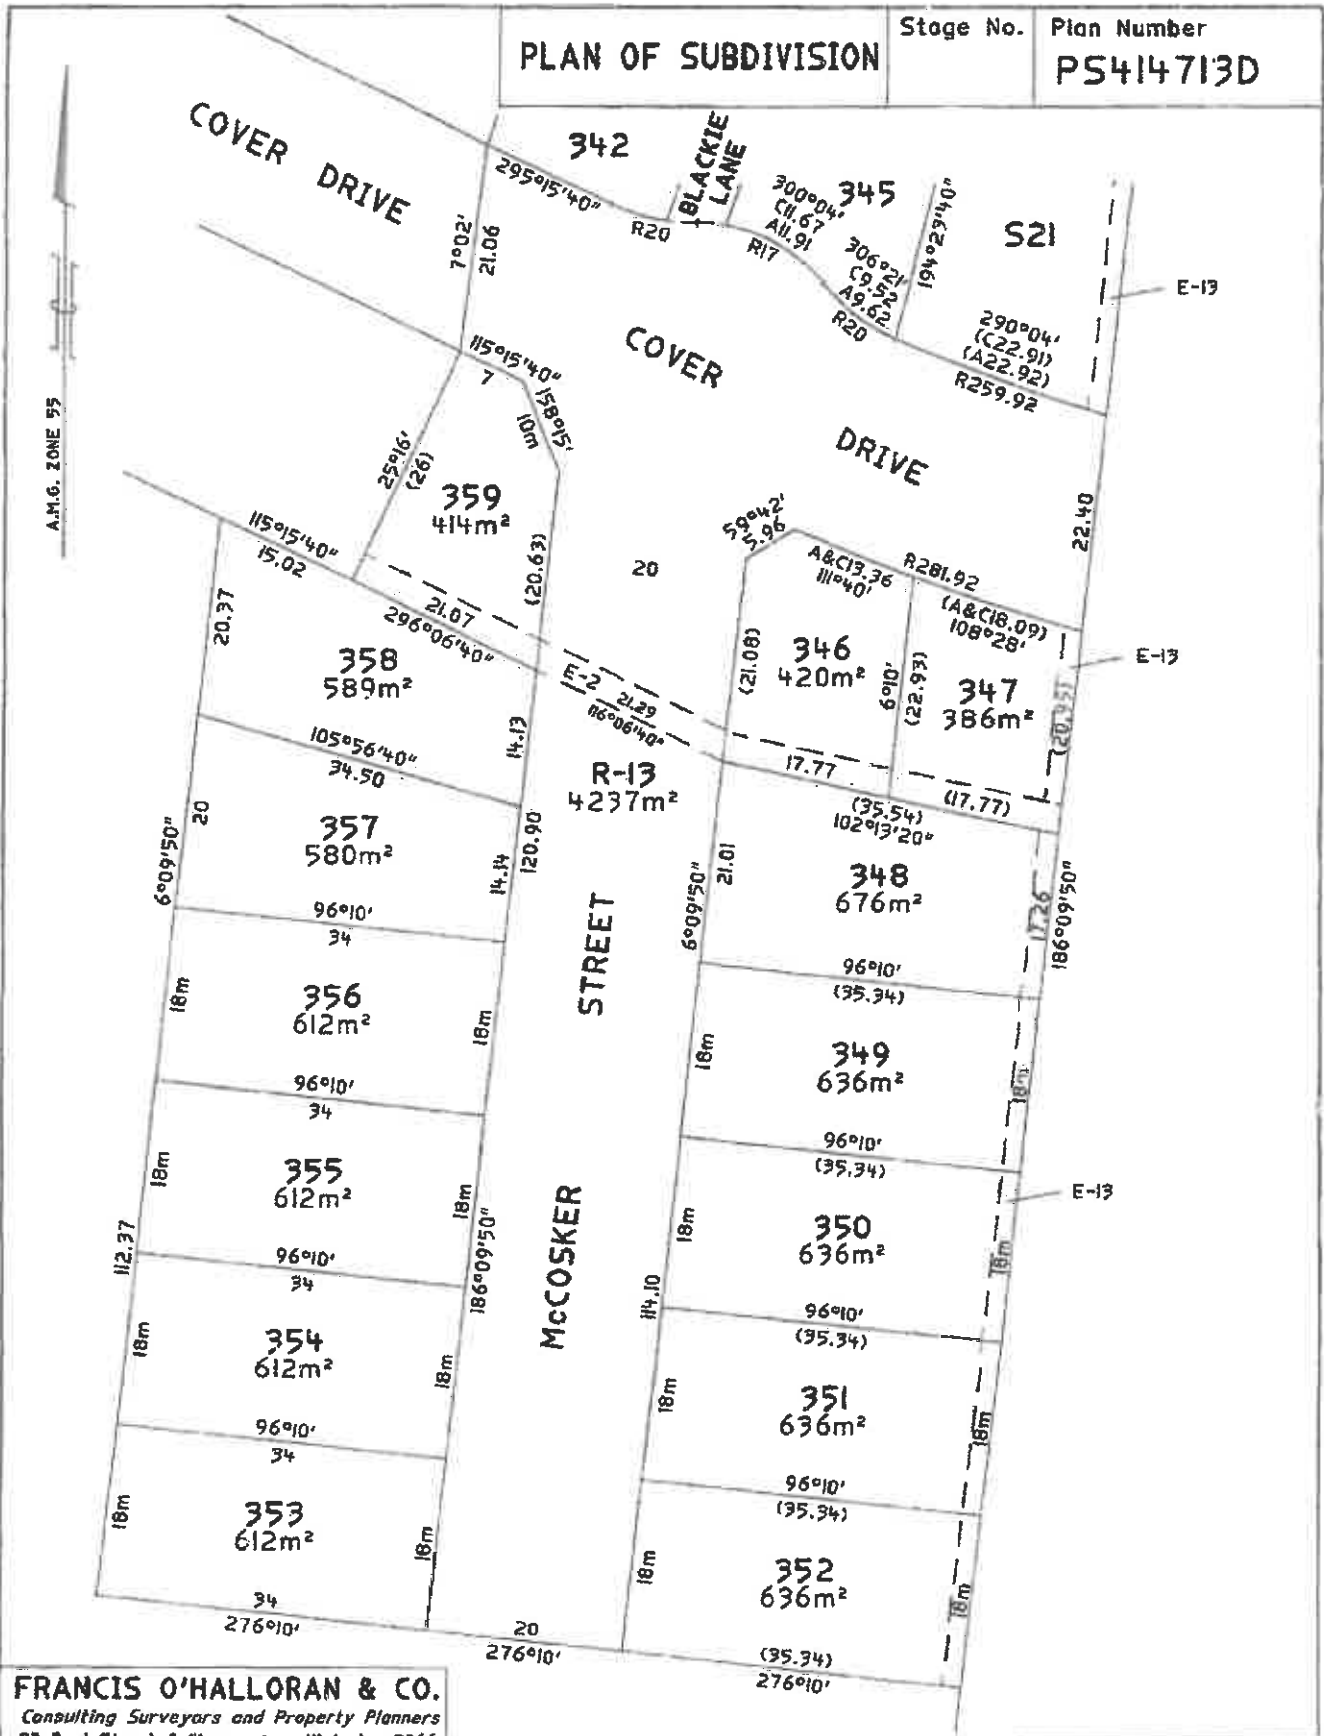 PLAN OF SUBDIVISION
Stage No.
Plan Number
PS414713D
COVER DRIVE
342
BLACKIE
LANE
345
S21
E-13
295°15'40"
R20
300°04'
C11.67
A11.91
R17
306°21'
C9.52
A9.62
R20
194°23'40"
290°04'
(C22.91)
(A22.92)
R259.92
7°02'
21.06
A.M.G. ZONE 55
COVER
DRIVE
115°15'40"
7
158°15'
10m
25°16'
(26)
359
414m²
(20.63)
20
59°42'
5.96
A&C13.36
111°40'
R281.92
(A&C18.09)
108°28'
22.40
E-13
115°15'40"
15.02
21.07
296°06'40"
E-2
21.29
116°06'40"
20.37
358
589m²
14.13
(21.08)
346
420m²
6°10'
(22.93)
347
386m²
(20.95)
17.77
(17.77)
(35.54)
102°13'20"
105°56'40"
34.50
R-13
4237m²
20
357
580m²
14.14
120.90
6°09'50"
96°10'
34
21.01
6°09'50"
348
676m²
17.26
186°09'50"
96°10'
(35.34)
STREET
McCOSKER
18m
356
612m²
18m
96°10'
34
18m
349
636m²
18m
96°10'
(35.34)
18m
355
612m²
18m
186°09'50"
112.37
96°10'
34
18m
350
636m²
18m
E-13
114.10
96°10'
(35.34)
18m
354
612m²
18m
96°10'
34
18m
351
636m²
18m
96°10'
(35.34)
18m
353
612m²
18m
34
276°10'
20
276°10'
18m
352
636m²
18m
(35.34)
276°10'
FRANCIS O'HALLORAN & CO.
Consulting Surveyors and Property Planners